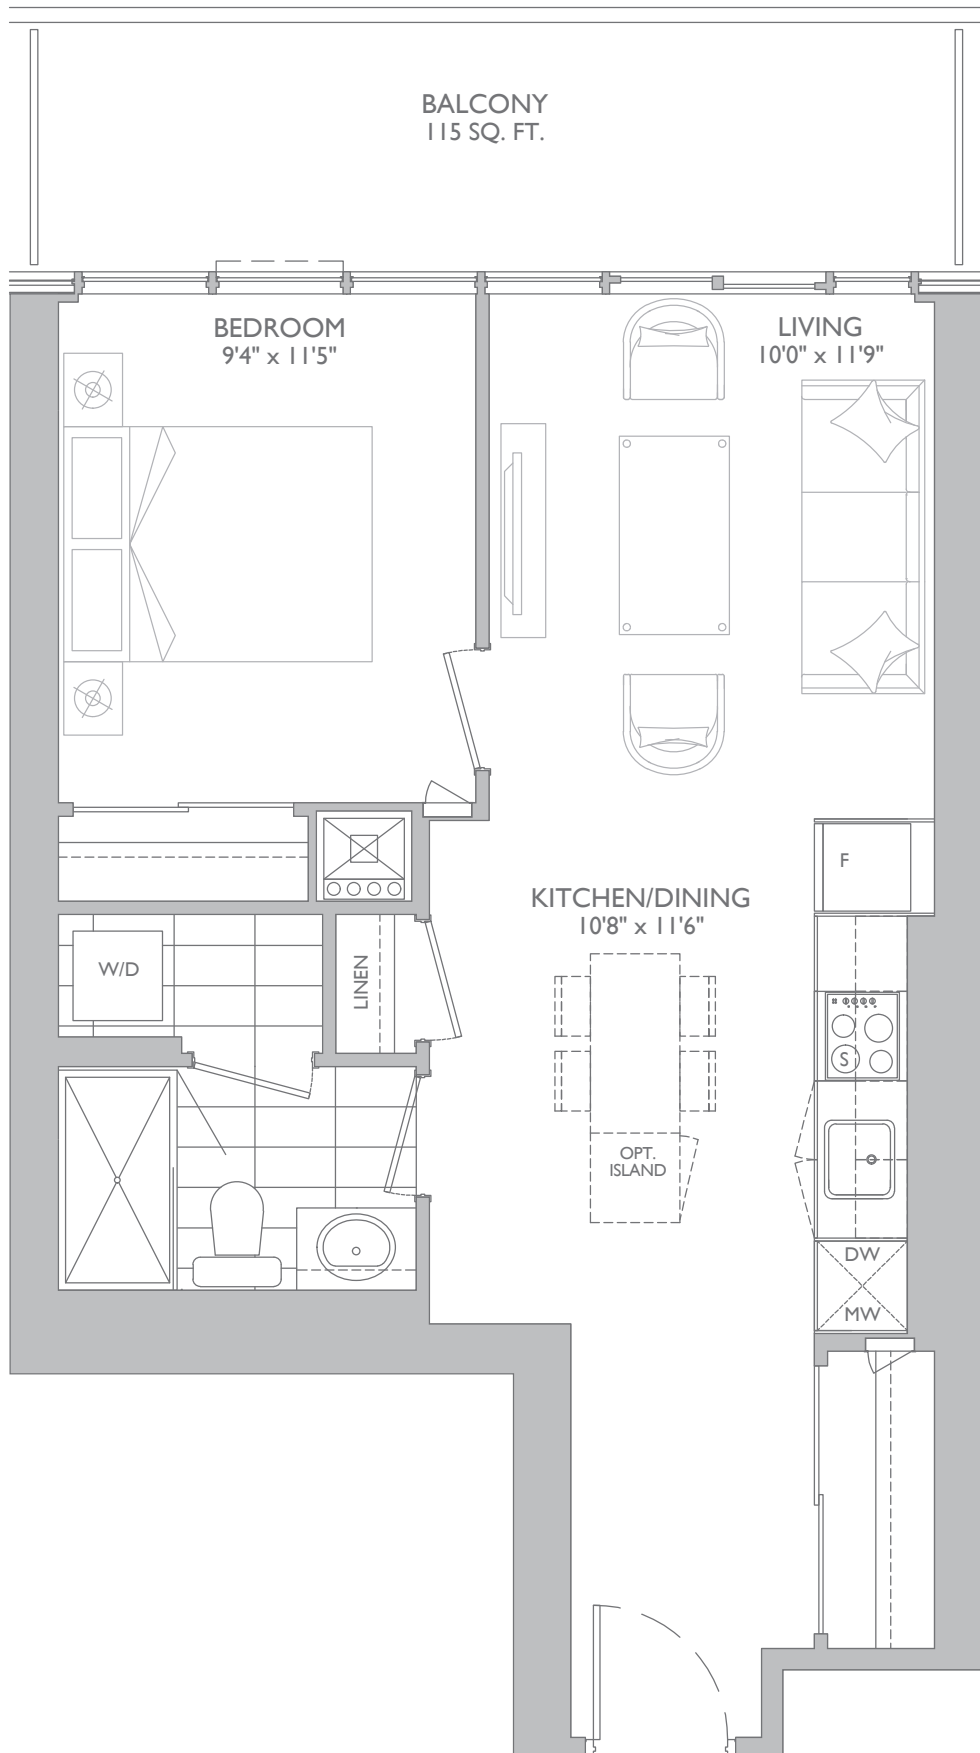 BALCONY
115 SQ. FT.
BEDROOM
9'4" x 11'5"
LIVING
10'0" x 11'9"
F
KITCHEN/DINING
10'8" x 11'6"
W/D
LINEN
S
OPT.
ISLAND
DW
MW